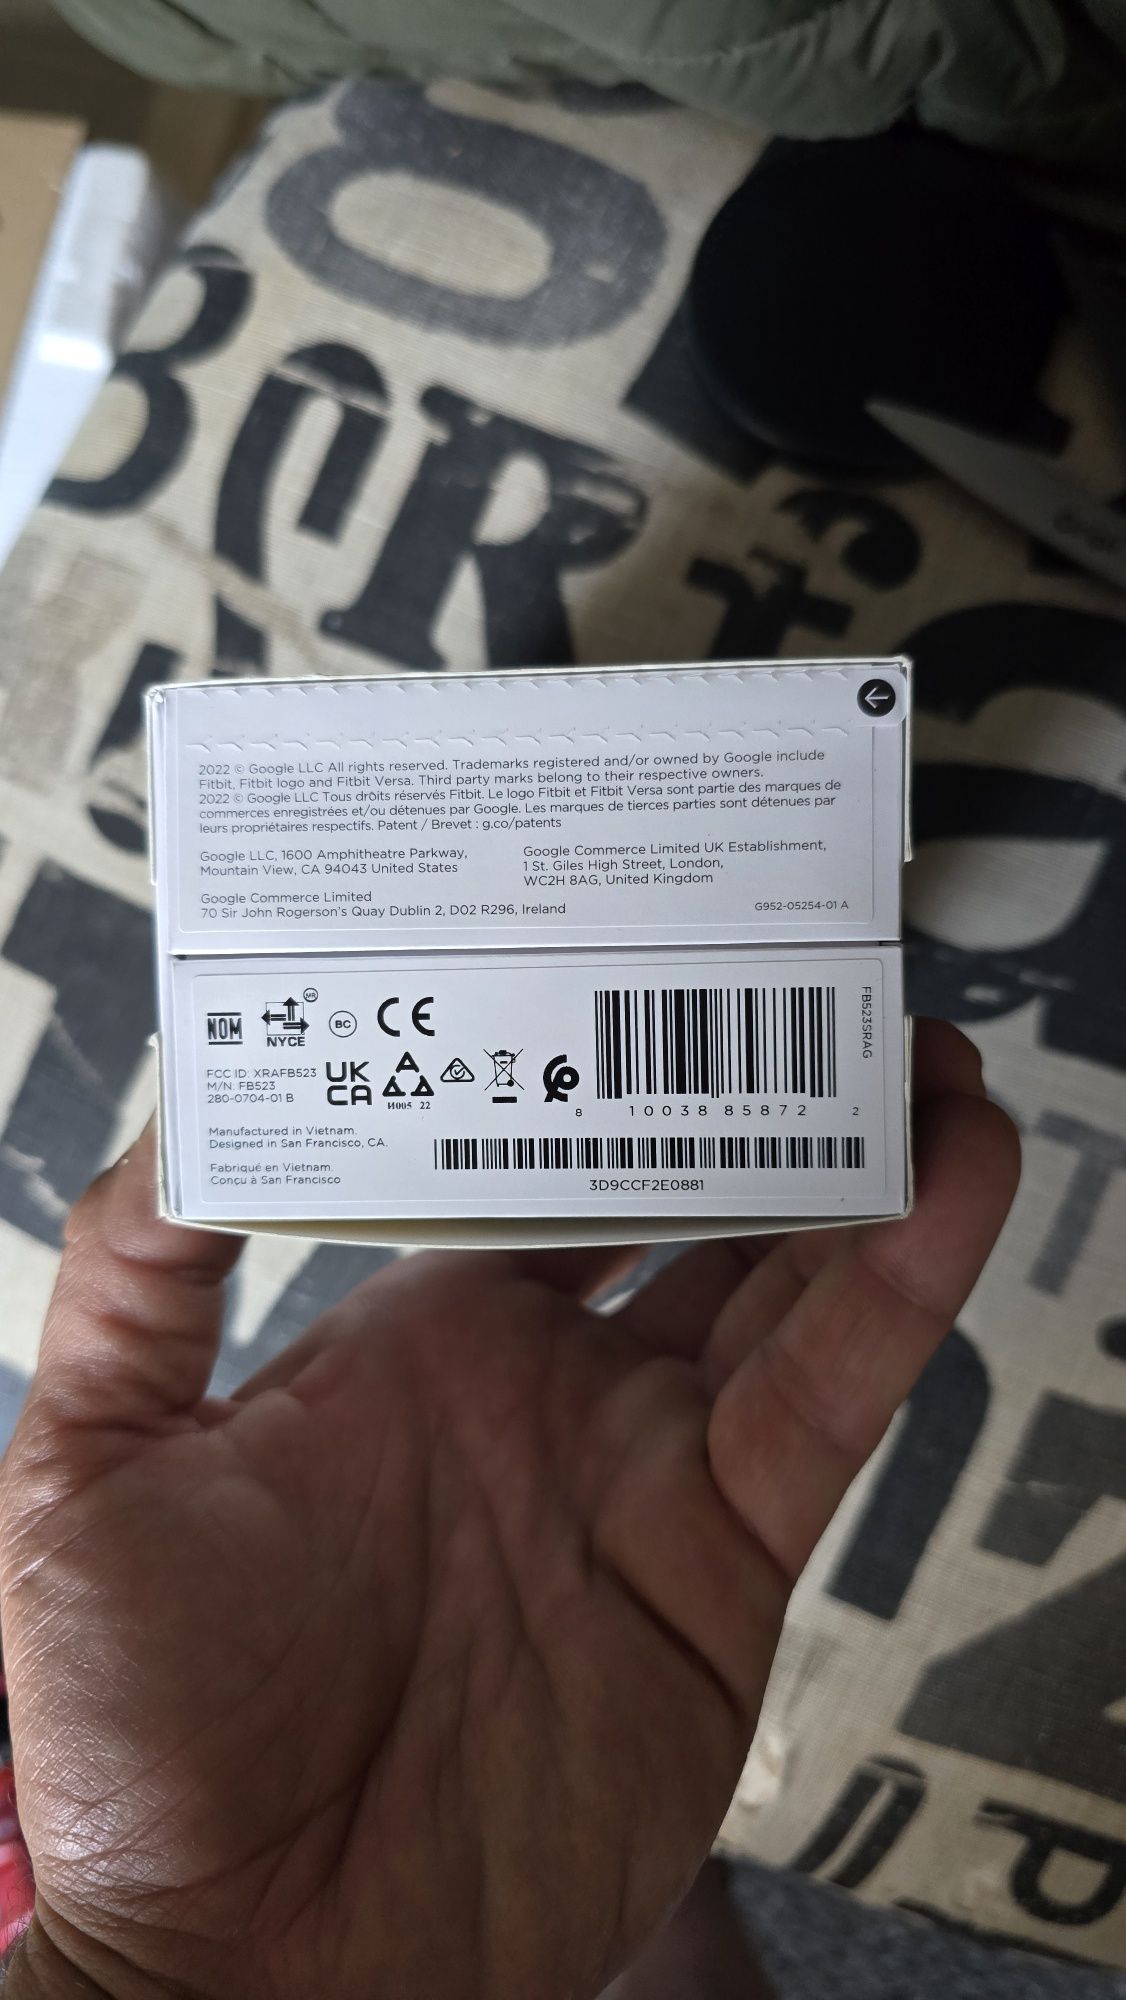 2022 © Google LLC All rights reserved. Trademarks registered and/or owned by Google include
Fitbit, Fitbit logo and Fitbit Versa. Third party marks belong to their respective owners.
2022 © Google LLC Tous droits réservés Fitbit. Le logo Fitbit et Fitbit Versa sont partie des marques de
commerces enregistrées et/ou détenues par Google. Les marques de tierces parties sont détenues par
leurs propriétaires respectifs. Patent / Brevet : g.co/patents
Google LLC, 1600 Amphitheatre Parkway,
Mountain View, CA 94043 United States
Google Commerce Limited UK Establishment,
1 St. Giles High Street, London,
WC2H 8AG, United Kingdom
Google Commerce Limited
70 Sir John Rogerson's Quay Dublin 2, D02 R296, Ireland
G952-05254-01 A
NOM
NYCE
MR
BC
CE
FCC ID: XRAFB523
M/N: FB523
280-0704-01 B
UK
CA
И005 22
Manufactured in Vietnam.
Designed in San Francisco, CA.
Fabriqué en Vietnam.
Conçu à San Francisco
8 10038 85872 2
FB523SRAG
3D9CCF2E0881